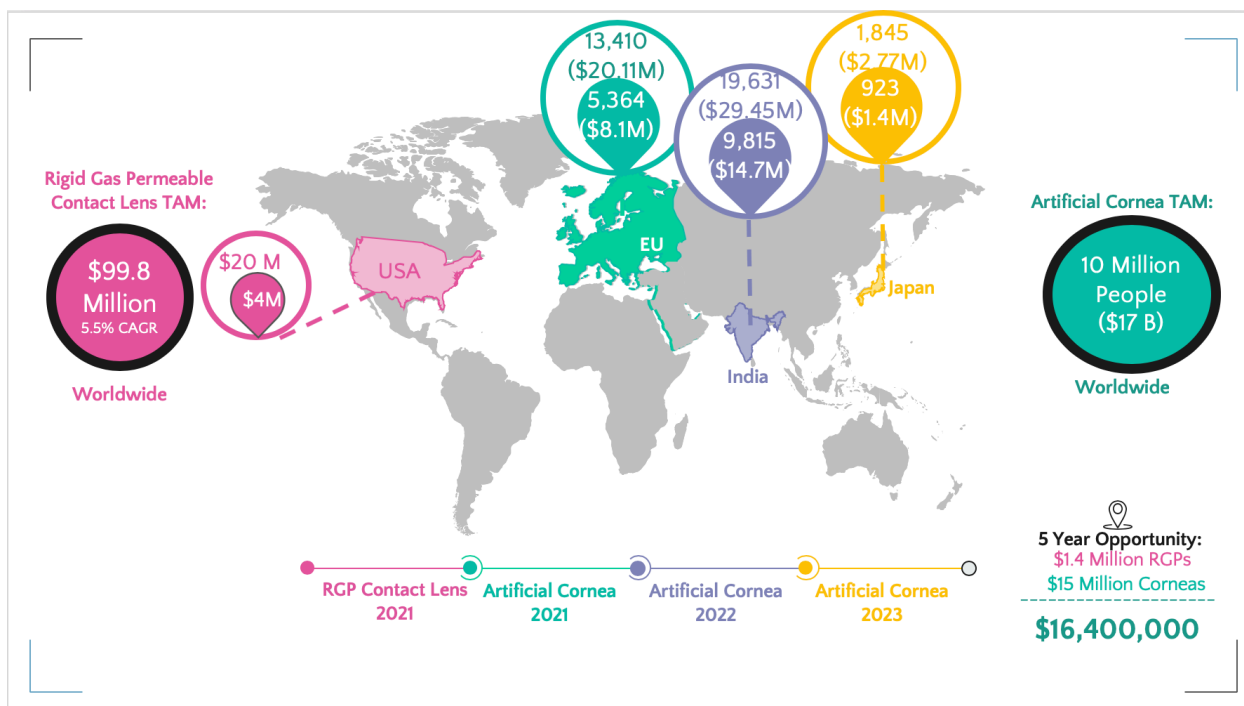 13,410
($20.11M)
5,364
($8.1M)
19,631
($29.45M)
9,815
($14.7M)
1,845
($2.77M)
923
($1.4M)
Rigid Gas Permeable
Contact Lens TAM:
$99.8
Million
5.5% CAGR
Worldwide
$20 M
$4M
USA
EU
India
Japan
Artificial Cornea TAM:
10 Million
People
($17 B)
Worldwide
RGP Contact Lens
2021
Artificial Cornea
2021
Artificial Cornea
2022
Artificial Cornea
2023
5 Year Opportunity:
$1.4 Million RGPs
$15 Million Corneas
$16,400,000